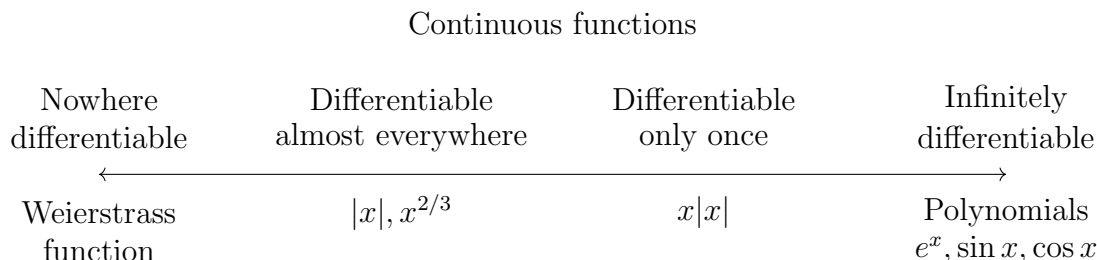 Continuous functions
Nowhere differentiable
Differentiable almost everywhere
Differentiable only once
Infinitely differentiable
Weierstrass function
|x|, x^{2/3}
x|x|
Polynomials
e^x, sin x, cos x